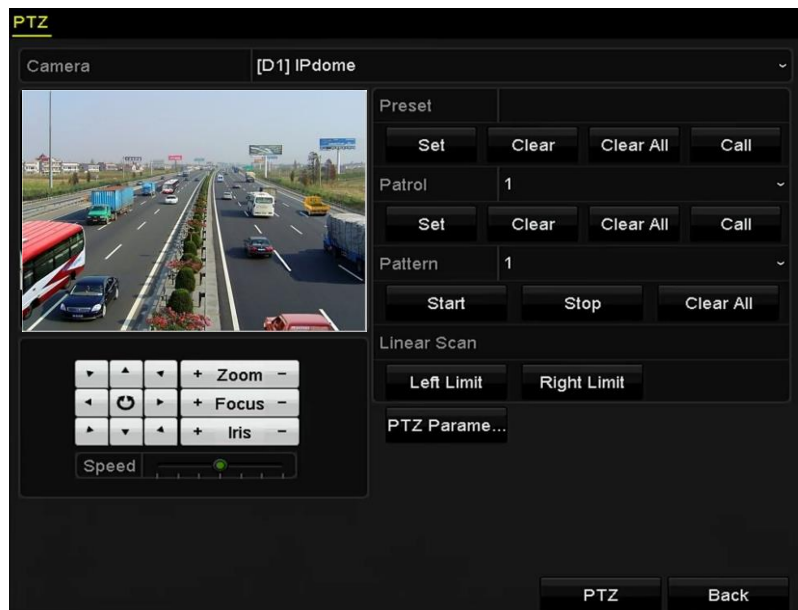 PTZ
Camera [D1] IPdome
Preset
Set Clear Clear All Call
Patrol 1
Set Clear Clear All Call
Pattern 1
Start Stop Clear All
Linear Scan
Left Limit Right Limit
PTZ Parame...
+ Zoom -
+ Focus -
+ Iris -
Speed
PTZ Back